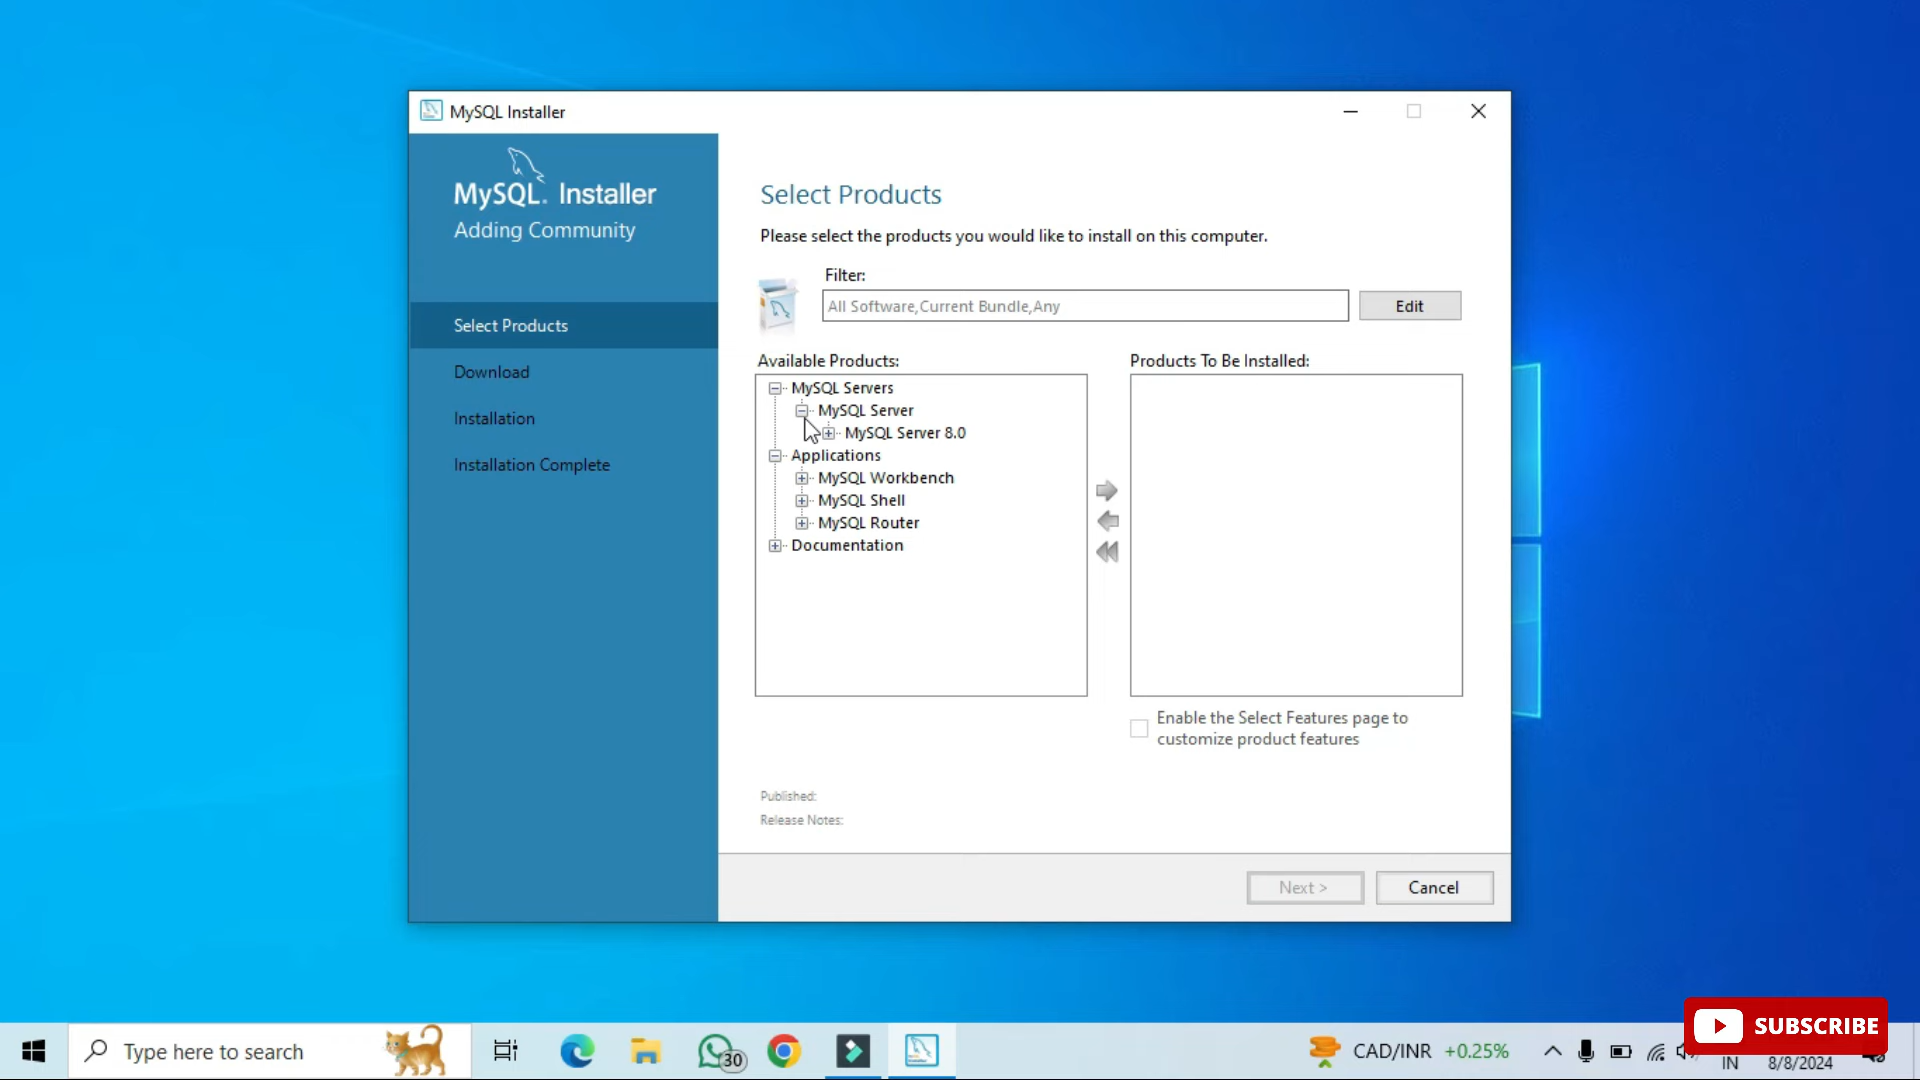 MySQL Installer
MySQL. Installer
Adding Community
Select Products
Download
Installation
Installation Complete
Select Products
Please select the products you would like to install on this computer.
Filter:
All Software,Current Bundle,Any
Edit
Available Products:
MySQL Servers
MySQL Server
MySQL Server 8.0
Applications
MySQL Workbench
MySQL Shell
MySQL Router
Documentation
Products To Be Installed:
Enable the Select Features page to
customize product features
Published:
Release Notes:
Next >
Cancel
SUBSCRIBE
Type here to search
30
CAD/INR +0.25%
IN
8/8/2024